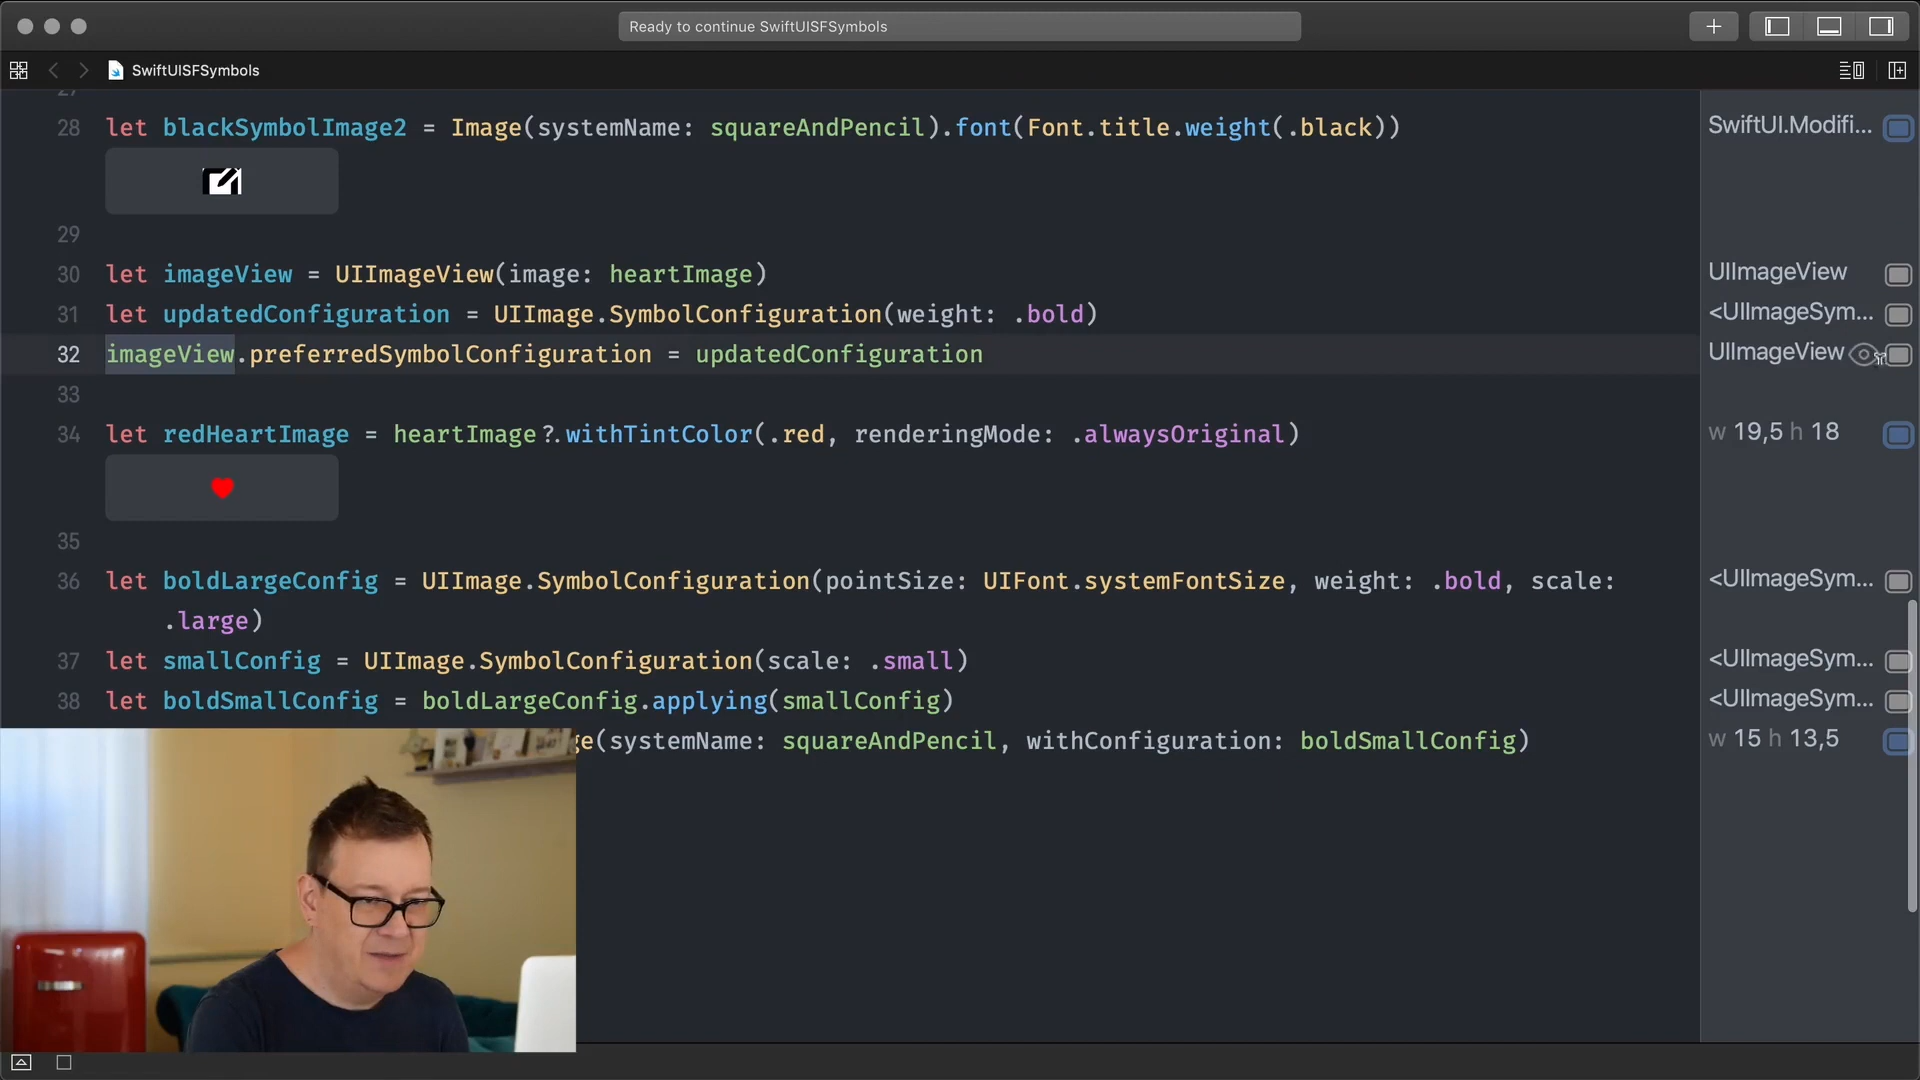 Ready to continue SwiftUISFSymbols
SwiftUISFSymbols
28 let blackSymbolImage2 = Image(systemName: squareAndPencil).font(Font.title.weight(.black)) SwiftUI.Modifi...
29
30 let imageView = UIImageView(image: heartImage) UIImageView
31 let updatedConfiguration = UIImage.SymbolConfiguration(weight: .bold) <UIImageSym...
32 imageView.preferredSymbolConfiguration = updatedConfiguration UIImageView
33
34 let redHeartImage = heartImage?.withTintColor(.red, renderingMode: .alwaysOriginal) w 19,5 h 18
35
36 let boldLargeConfig = UIImage.SymbolConfiguration(pointSize: UIFont.systemFontSize, weight: .bold, scale: <UIImageSym...
.large)
37 let smallConfig = UIImage.SymbolConfiguration(scale: .small) <UIImageSym...
38 let boldSmallConfig = boldLargeConfig.applying(smallConfig) <UIImageSym...
ge(systemName: squareAndPencil, withConfiguration: boldSmallConfig) w 15 h 13,5